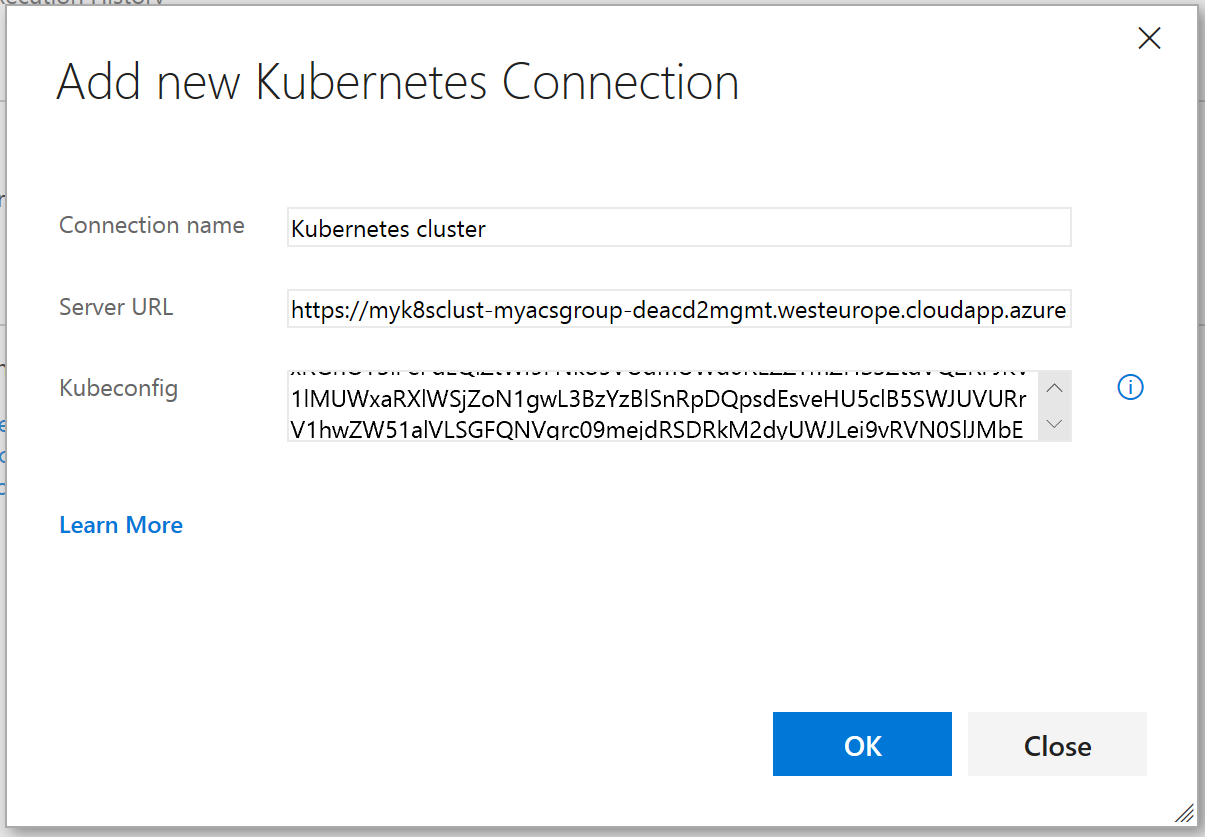 Add new Kubernetes Connection
Connection name
Kubernetes cluster
Server URL
https://myk8sclust-myacsgroup-deacd2mgmt.westeurope.cloudapp.azure
Kubeconfig
1lMUWxaRXlWSjZoN1gwL3BzYzBlSnRpDQpsdEsveHU5clB5SWJUVURr
V1hwZW51alVLSGFQNVqrc09mejdRSDRkM2dyUWJLei9vRVN0SlJMbE
Learn More
OK
Close